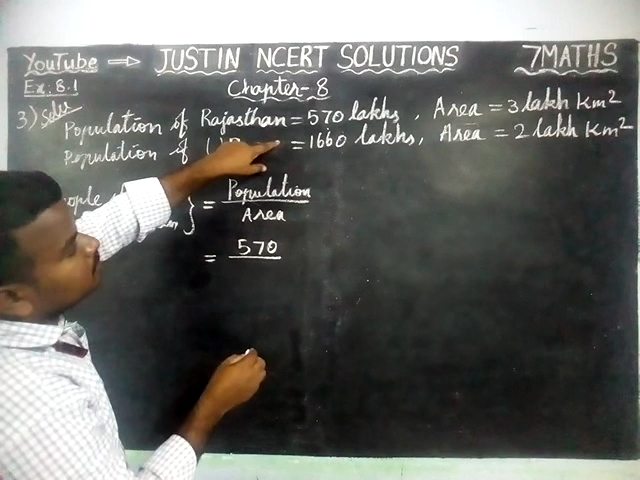 YouTube ⇒ JUSTIN NCERT SOLUTIONS 7MATHS
Ex: 8.1 Chapter-8
3) Soln Population of Rajasthan = 570 lakhs, Area = 3 lakh Km²
Population of = 1660 lakhs, Area = 2 lakh Km²
} = Population
Area
= 570